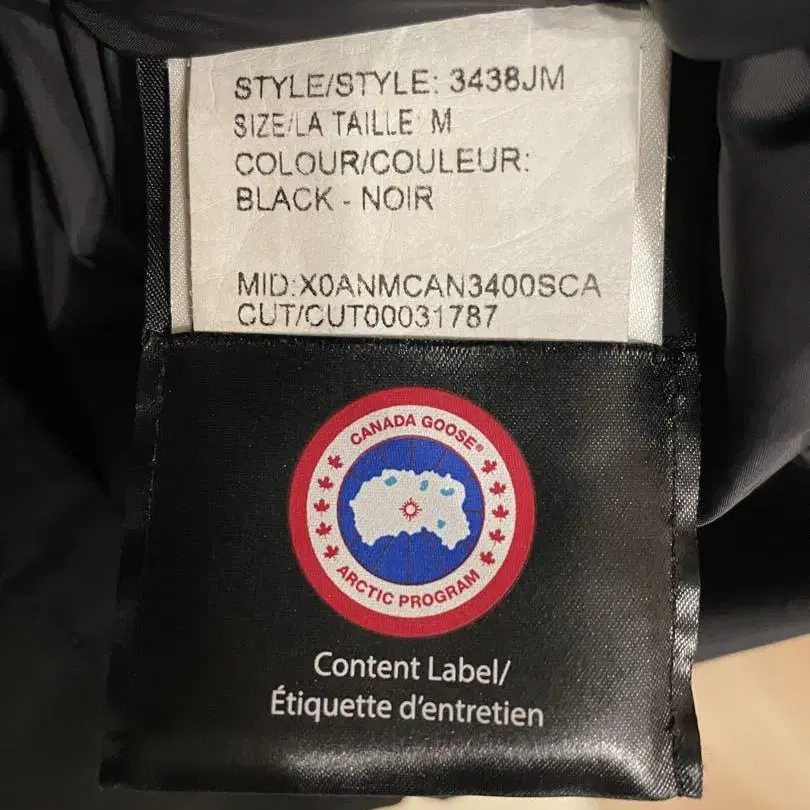 STYLE/STYLE: 3438JM
SIZE/LA TAILLE M
COLOUR/COULEUR:
BLACK - NOIR
MID:X0ANMCAN3400SCA
CUT/CUT00031787
CANADA GOOSE®
ARCTIC PROGRAM
Content Label/
Étiquette d'entretien